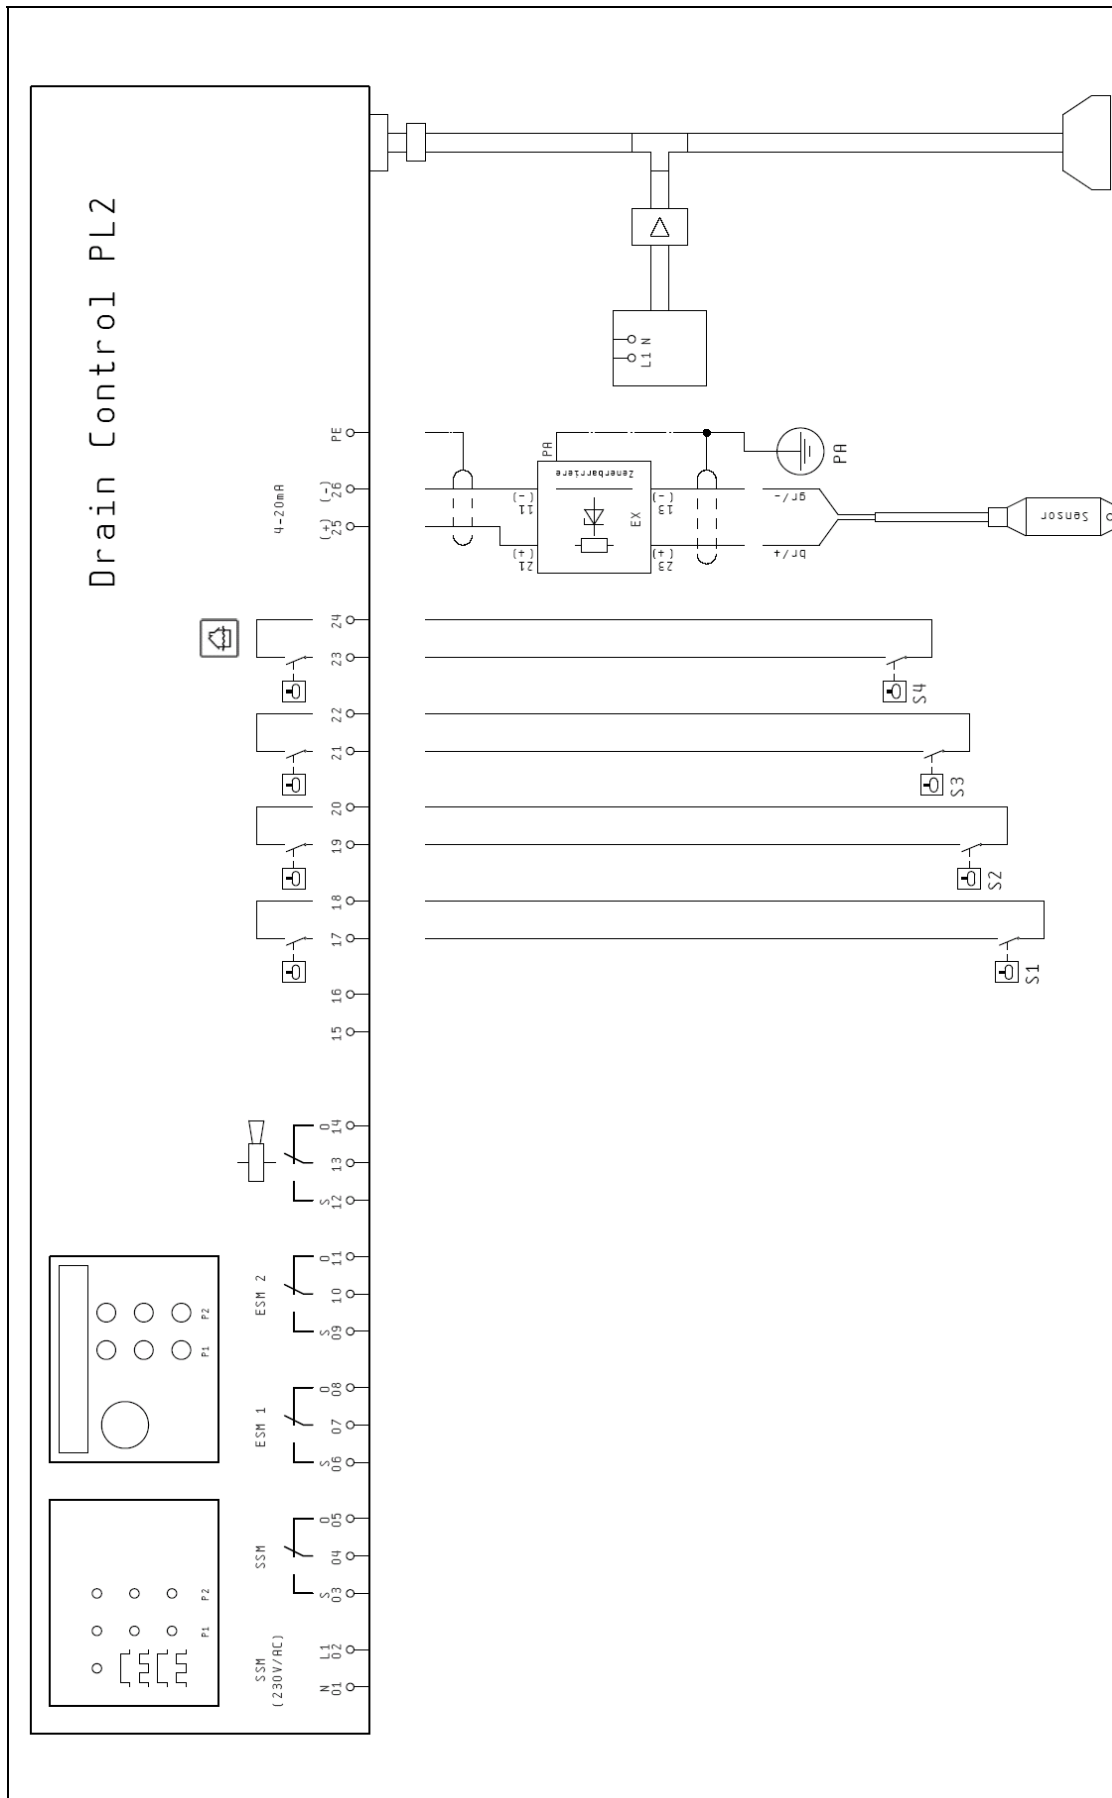 Drain Control PL2
P1 P2
P1 P2
SSM
(230V/AC)
SSM
ESM 1
ESM 2
4-20mA
N L1
S O
S O
S O
S O
(+) (-)
01 02 03 04 05 06 07 08 09 10 11 12 13 14 15 16 17 18 19 20 21 22 23 24 25 26 PE
21 11
(+) (-)
PA
Zenerbarriere
EX
(+) (-)
23 13
L1 N
br/+ gr/-
PA
S4
S3
S2
S1
Sensor